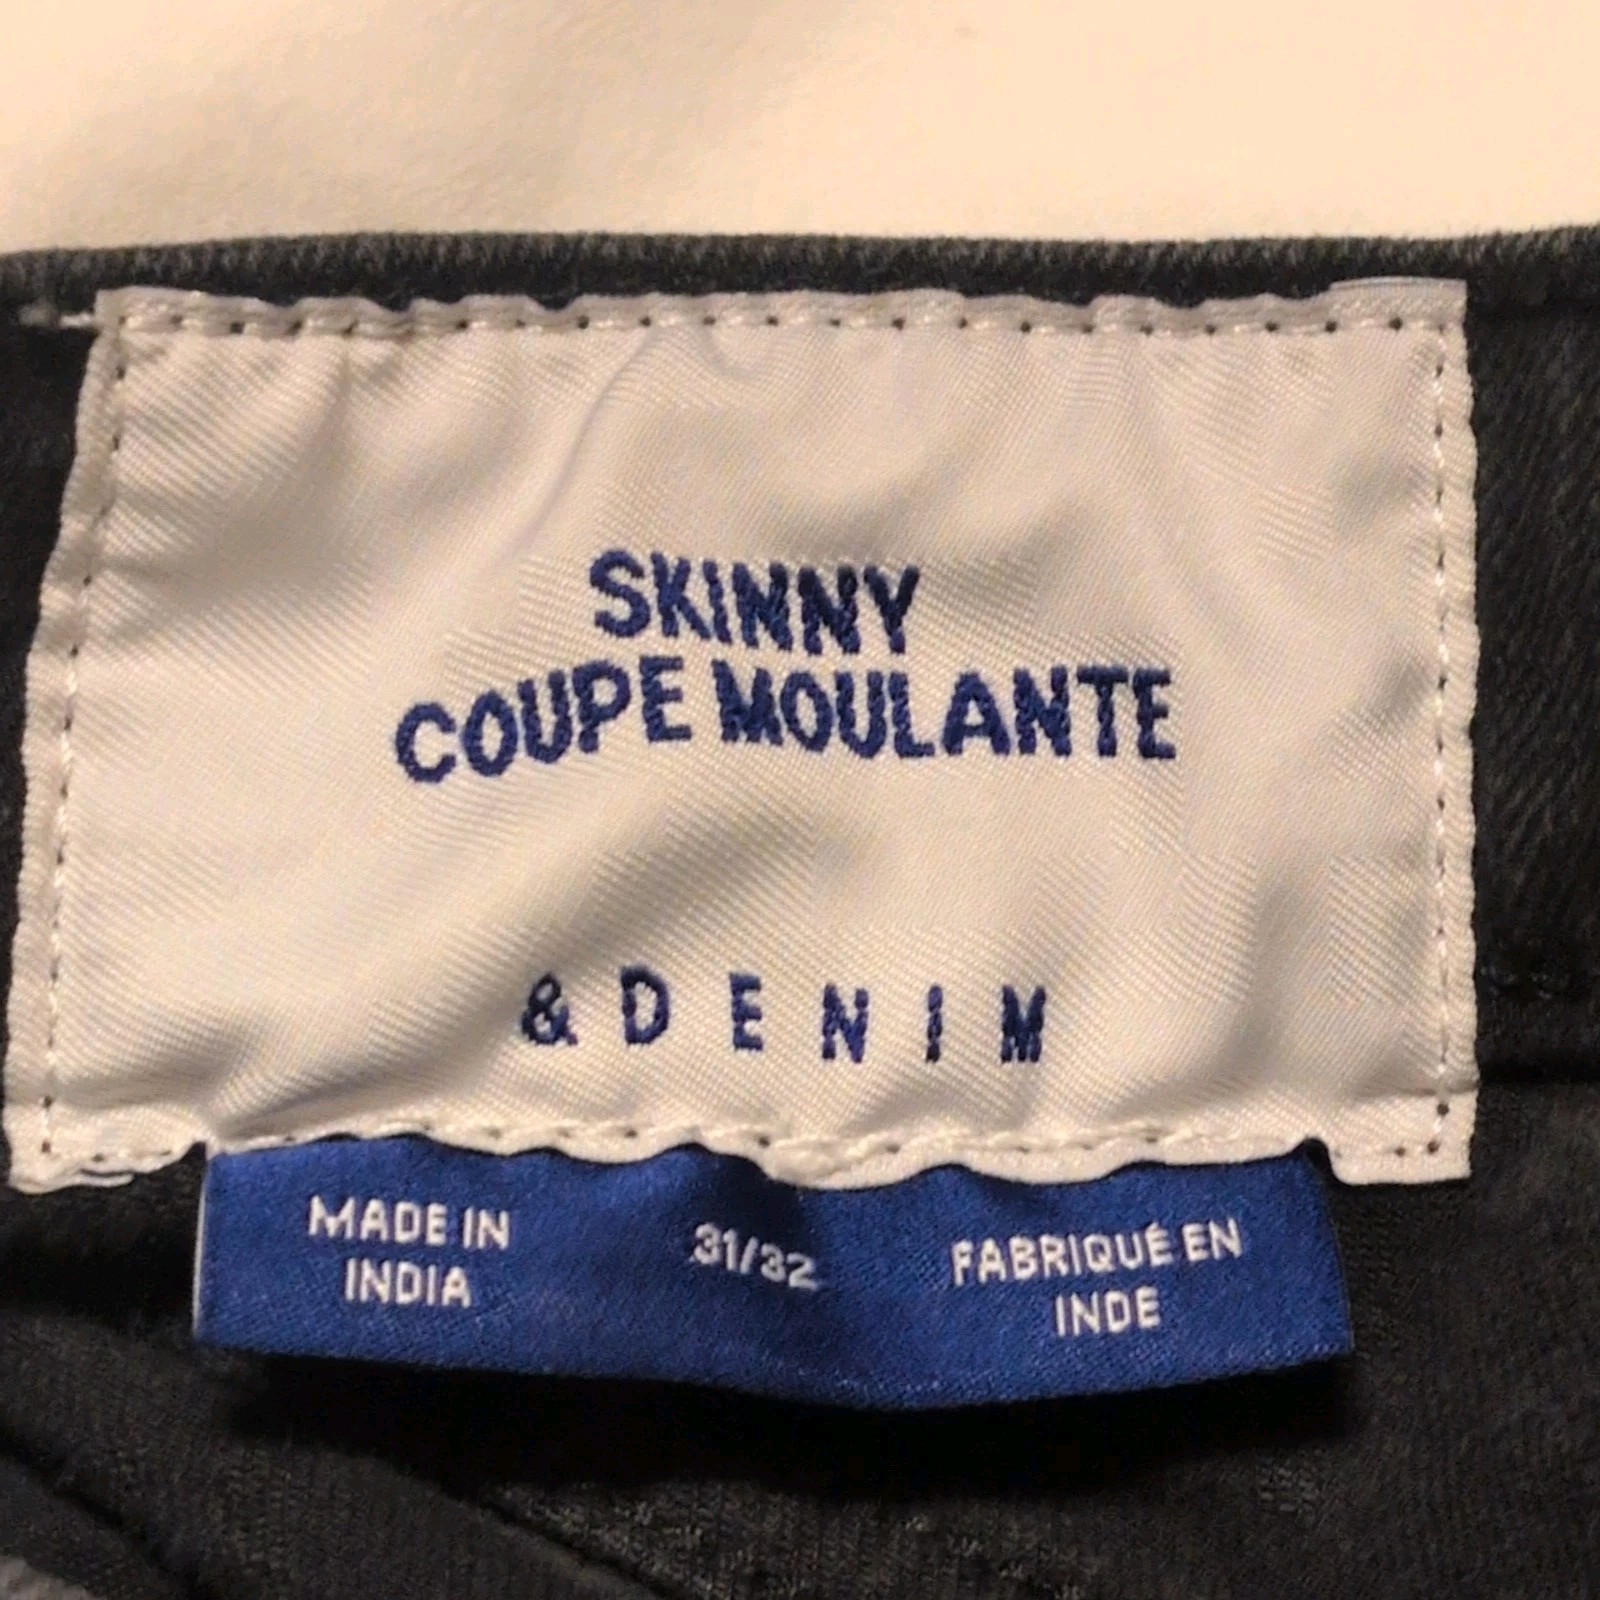 SKINNY
COUPE MOULANTE
& DENIM
MADE IN
INDIA
31/32
FABRIQUÉ EN
INDE